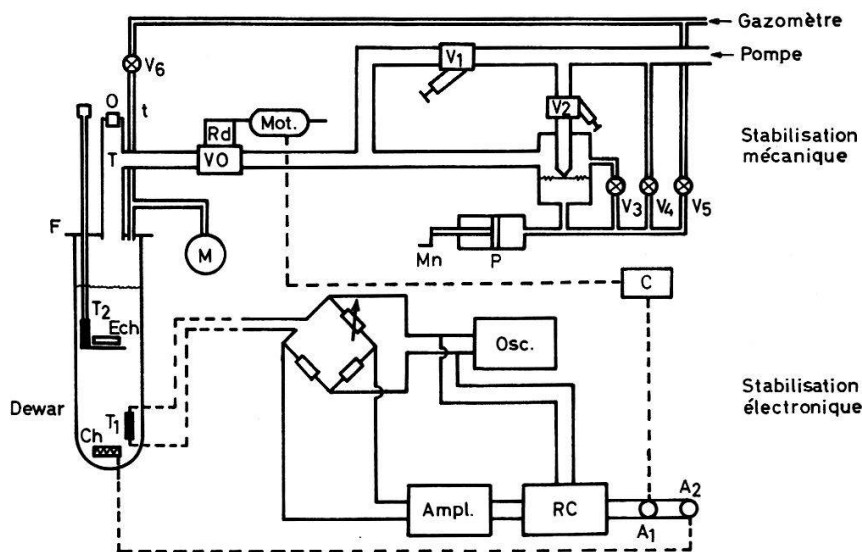 Gazomètre
Pompe
V1
V6
O
t
Rd
Mot.
V2
T
VO
Stabilisation
mécanique
V3
V4
V5
F
M
Mn
P
C
T2
Ech
Osc.
Stabilisation
électronique
Dewar
T1
Ch
Ampl.
RC
A1
A2